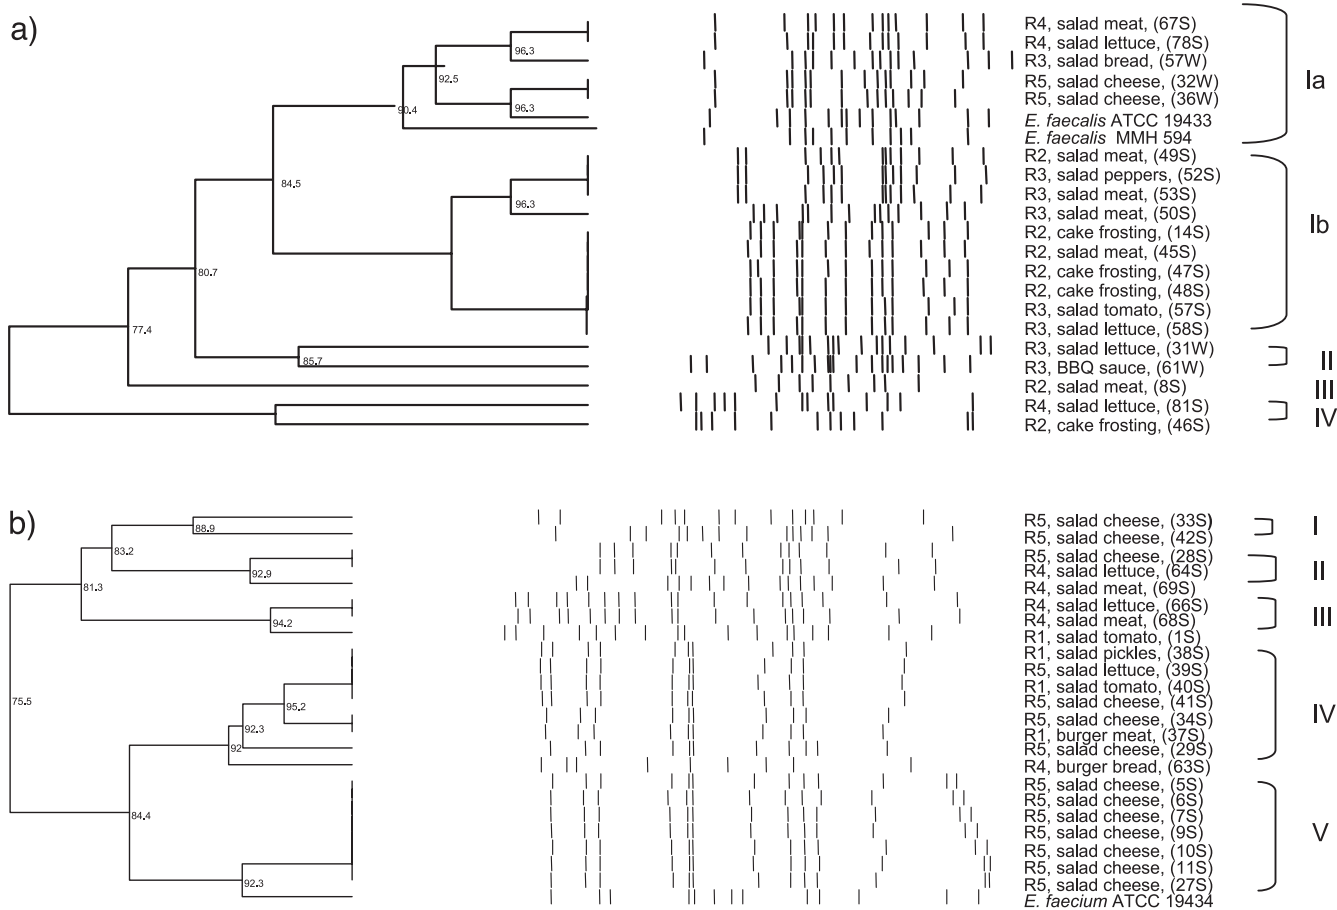 a)
96.3
92.5
96.3
90.4
84.5
96.3
80.7
77.4
85.7
R4, salad meat, (67S)
R4, salad lettuce, (78S)
R3, salad bread, (57W)
R5, salad cheese, (32W)
R5, salad cheese, (36W)
E. faecalis ATCC 19433
E. faecalis MMH 594
R2, salad meat, (49S)
R3, salad peppers, (52S)
R3, salad meat, (53S)
R3, salad meat, (50S)
R2, cake frosting, (14S)
R2, salad meat, (45S)
R2, cake frosting, (47S)
R2, cake frosting, (48S)
R3, salad tomato, (57S)
R3, salad lettuce, (58S)
R3, salad lettuce, (31W)
R3, BBQ sauce, (61W)
R2, salad meat, (8S)
R4, salad lettuce, (81S)
R2, cake frosting, (46S)
Ia
Ib
II
III
IV
b)
88.9
83.2
92.9
81.3
94.2
75.5
95.2
92.3
92
84.4
92.3
R5, salad cheese, (33S)
R5, salad cheese, (42S)
R5, salad cheese, (28S)
R4, salad lettuce, (64S)
R4, salad meat, (69S)
R4, salad lettuce, (66S)
R4, salad meat, (68S)
R1, salad tomato, (1S)
R1, salad pickles, (38S)
R5, salad lettuce, (39S)
R1, salad tomato, (40S)
R5, salad cheese, (41S)
R5, salad cheese, (34S)
R1, burger meat, (37S)
R5, salad cheese, (29S)
R4, burger bread, (63S)
R5, salad cheese, (5S)
R5, salad cheese, (6S)
R5, salad cheese, (7S)
R5, salad cheese, (9S)
R5, salad cheese, (10S)
R5, salad cheese, (11S)
R5, salad cheese, (27S)
E. faecium ATCC 19434
I
II
III
IV
V